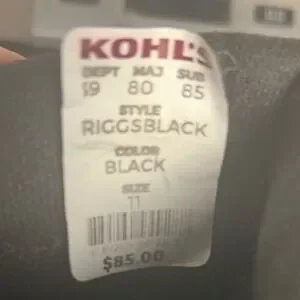 KOHL'S
DEPT MAJ SUB
59 80 85
STYLE
RIGGSBLACK
COLOR
BLACK
SIZE
11
$85.00